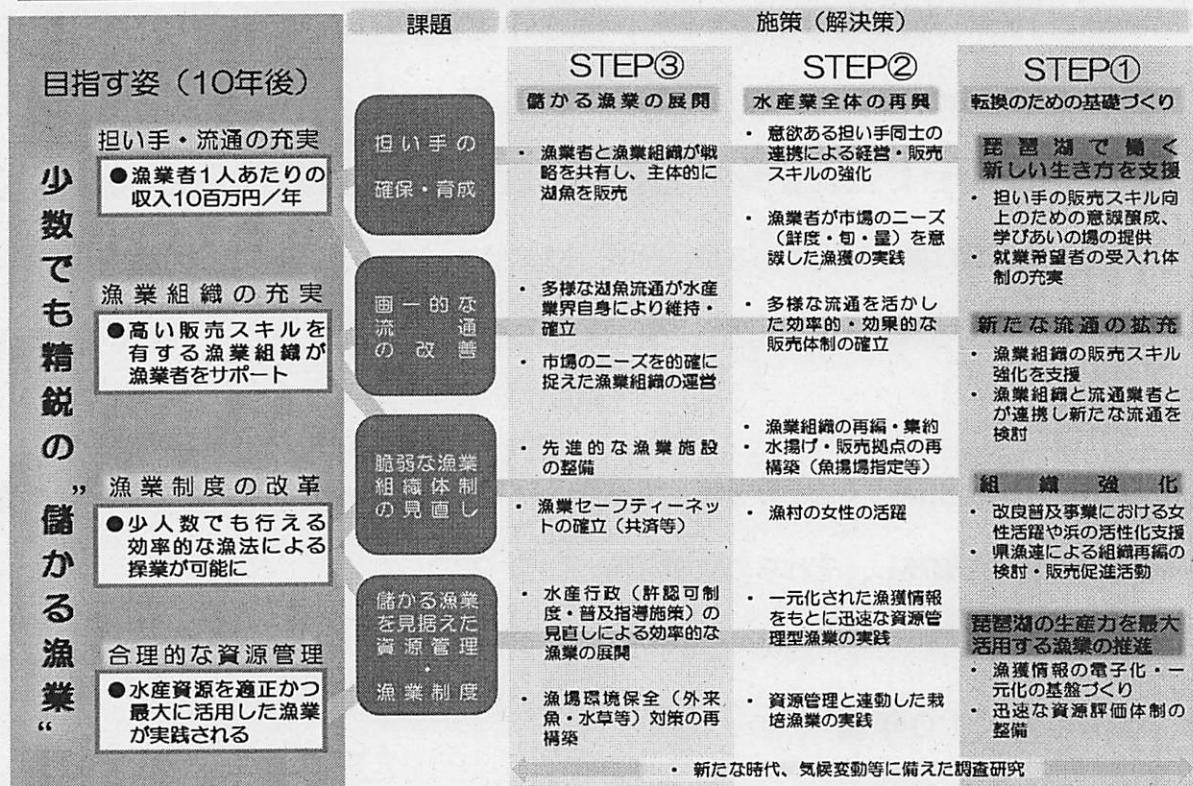 課題
施策（解決策）
目指す姿（10年後）
少数でも精鋭の”儲かる漁業“
担い手・流通の充実
●漁業者1人あたりの
収入10百万円／年
漁業組織の充実
●高い販売スキルを
有する漁業組織が
漁業者をサポート
漁業制度の改革
●少人数でも行える
効率的な漁法による
操業が可能に
合理的な資源管理
●水産資源を適正かつ
最大に活用した漁業
が実践される
担い手の
確保・育成
画一的な
流通
の改善
脆弱な漁業
組織体制
の見直し
儲かる漁業
を見据えた
資源管理
・
漁業制度
STEP③
儲かる漁業の展開
・漁業者と漁業組織が戦
略を共有し、主体的に
湖魚を販売
・多様な湖魚流通が水産
業界自身により維持・
確立
・市場のニーズを的確に
捉えた漁業組織の運営
・先進的な漁業施設
の整備
・漁業セーフティーネッ
トの確立（共済等）
・水産行政（許認可制
度・普及指導施策）の
見直しによる効率的な
漁業の展開
・漁場環境保全（外来
魚・水草等）対策の再
構築
STEP②
水産業全体の再興
・意欲ある担い手同士の
連携による経営・販売
スキルの強化
・漁業者が市場のニーズ
（鮮度・旬・量）を意
識した漁獲の実践
・多様な流通を活かし
た効率的・効果的な
販売体制の確立
・漁業組織の再編・集約
・水揚げ・販売拠点の再
構築（魚揚場指定等）
・漁村の女性の活躍
・一元化された漁獲情報
をもとに迅速な資源管
理型漁業の実践
・資源管理と連動した栽
培漁業の実践
STEP①
転換のための基礎づくり
琵琶湖で働く
新しい生き方を支援
・担い手の販売スキル向
上のための意識醸成、
学びあいの場の提供
・就業希望者の受入れ体
制の充実
新たな流通の拡充
・漁業組織の販売スキル
強化を支援
・漁業組織と流通業者と
が連携し新たな流通を
検討
組織強化
・改良普及事業における女
性活躍や浜の活性化支援
・県漁連による組織再編の
検討・販売促進活動
琵琶湖の生産力を最大
活用する漁業の推進
・漁獲情報の電子化・一
元化の基盤づくり
・迅速な資源評価体制の
整備
・新たな時代、気候変動等に備えた調査研究